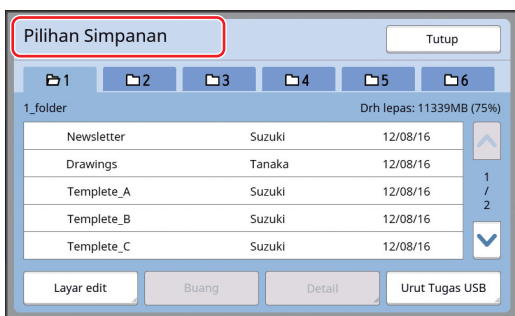 Pilihan Simpanan
Tutup
1 2 3 4 5 6
1_folder Drh lepas: 11339MB (75%)
Newsletter Suzuki 12/08/16
Drawings Tanaka 12/08/16
Templete_A Suzuki 12/08/16
Templete_B Suzuki 12/08/16
Templete_C Suzuki 12/08/16
1
/
2
Layar edit Buang Detail Urut Tugas USB